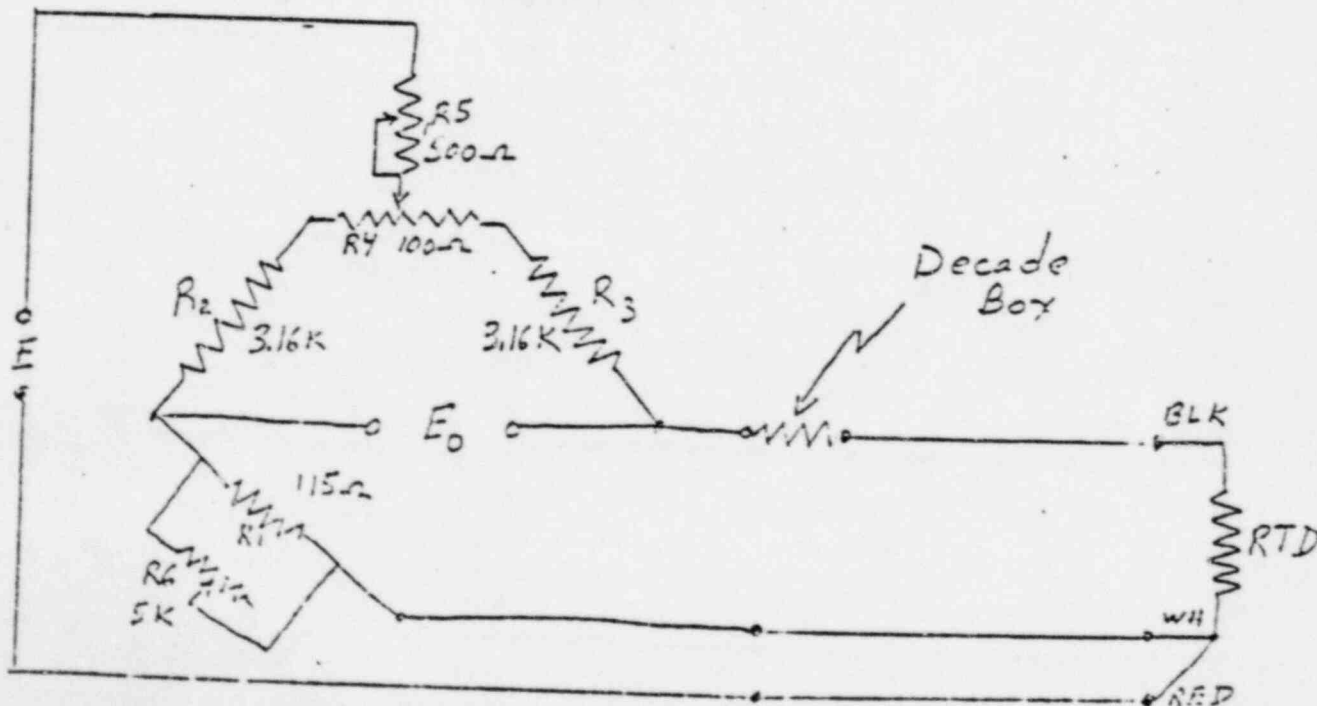 R5
500Ω
R4 100Ω
Decade
Box
R2
3.16K
R3
3.16K
E
E0
BLK
115Ω
R1
RTD
R6
5K
WH
RED